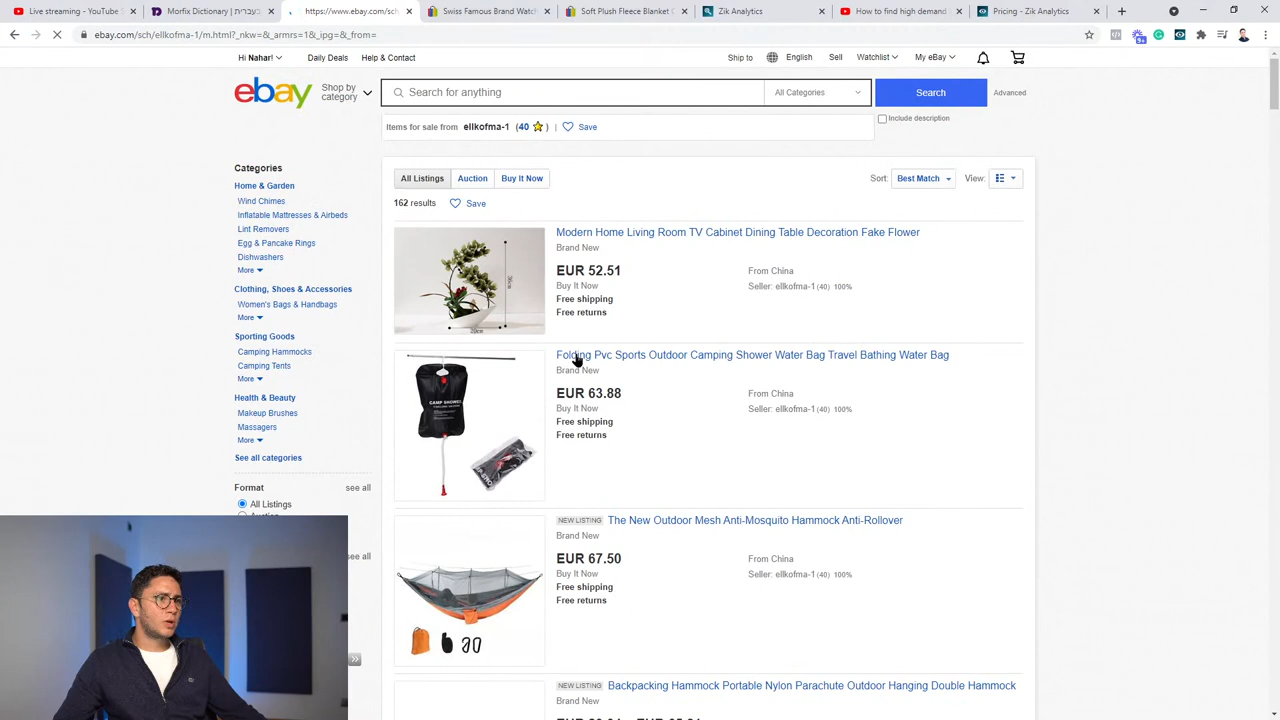 Live streaming - YouTube S
Morfix Dictionary |
https://www.ebay.com/sch
Swiss Famous Brand Watch
Soft Plush Fleece Blanket C
Zik Analytics
How to find high demand
Pricing - Zik Analytics
ebay.com/sch/ellkofma-1/m.html?_nkw=&_armrs=1&_ipg=&_from=
Hi Nahar!
Daily Deals
Help & Contact
Ship to
English
Sell
Watchlist
My eBay
ebay
Shop by category
Search for anything
All Categories
Search
Advanced
Items for sale from ellkofma-1 (40 ) | Save
Include description
Categories
Home & Garden
Wind Chimes
Inflatable Mattresses & Airbeds
Lint Removers
Egg & Pancake Rings
Dishwashers
More
Clothing, Shoes & Accessories
Women's Bags & Handbags
More
Sporting Goods
Camping Hammocks
Camping Tents
More
Health & Beauty
Makeup Brushes
Massagers
More
See all categories
Format
see all
All Listings
see all
All Listings
Auction
Buy It Now
Sort: Best Match
View:
162 results
Save
Modern Home Living Room TV Cabinet Dining Table Decoration Fake Flower
Brand New
EUR 52.51
From China
Buy It Now
Seller: ellkofma-1 (40) 100%
Free shipping
Free returns
Folding Pvc Sports Outdoor Camping Shower Water Bag Travel Bathing Water Bag
Brand New
EUR 63.88
From China
Buy It Now
Seller: ellkofma-1 (40) 100%
Free shipping
Free returns
CAMP SHOWER
NEW LISTING The New Outdoor Mesh Anti-Mosquito Hammock Anti-Rollover
Brand New
EUR 67.50
From China
Buy It Now
Seller: ellkofma-1 (40) 100%
Free shipping
Free returns
NEW LISTING Backpacking Hammock Portable Nylon Parachute Outdoor Hanging Double Hammock
Brand New